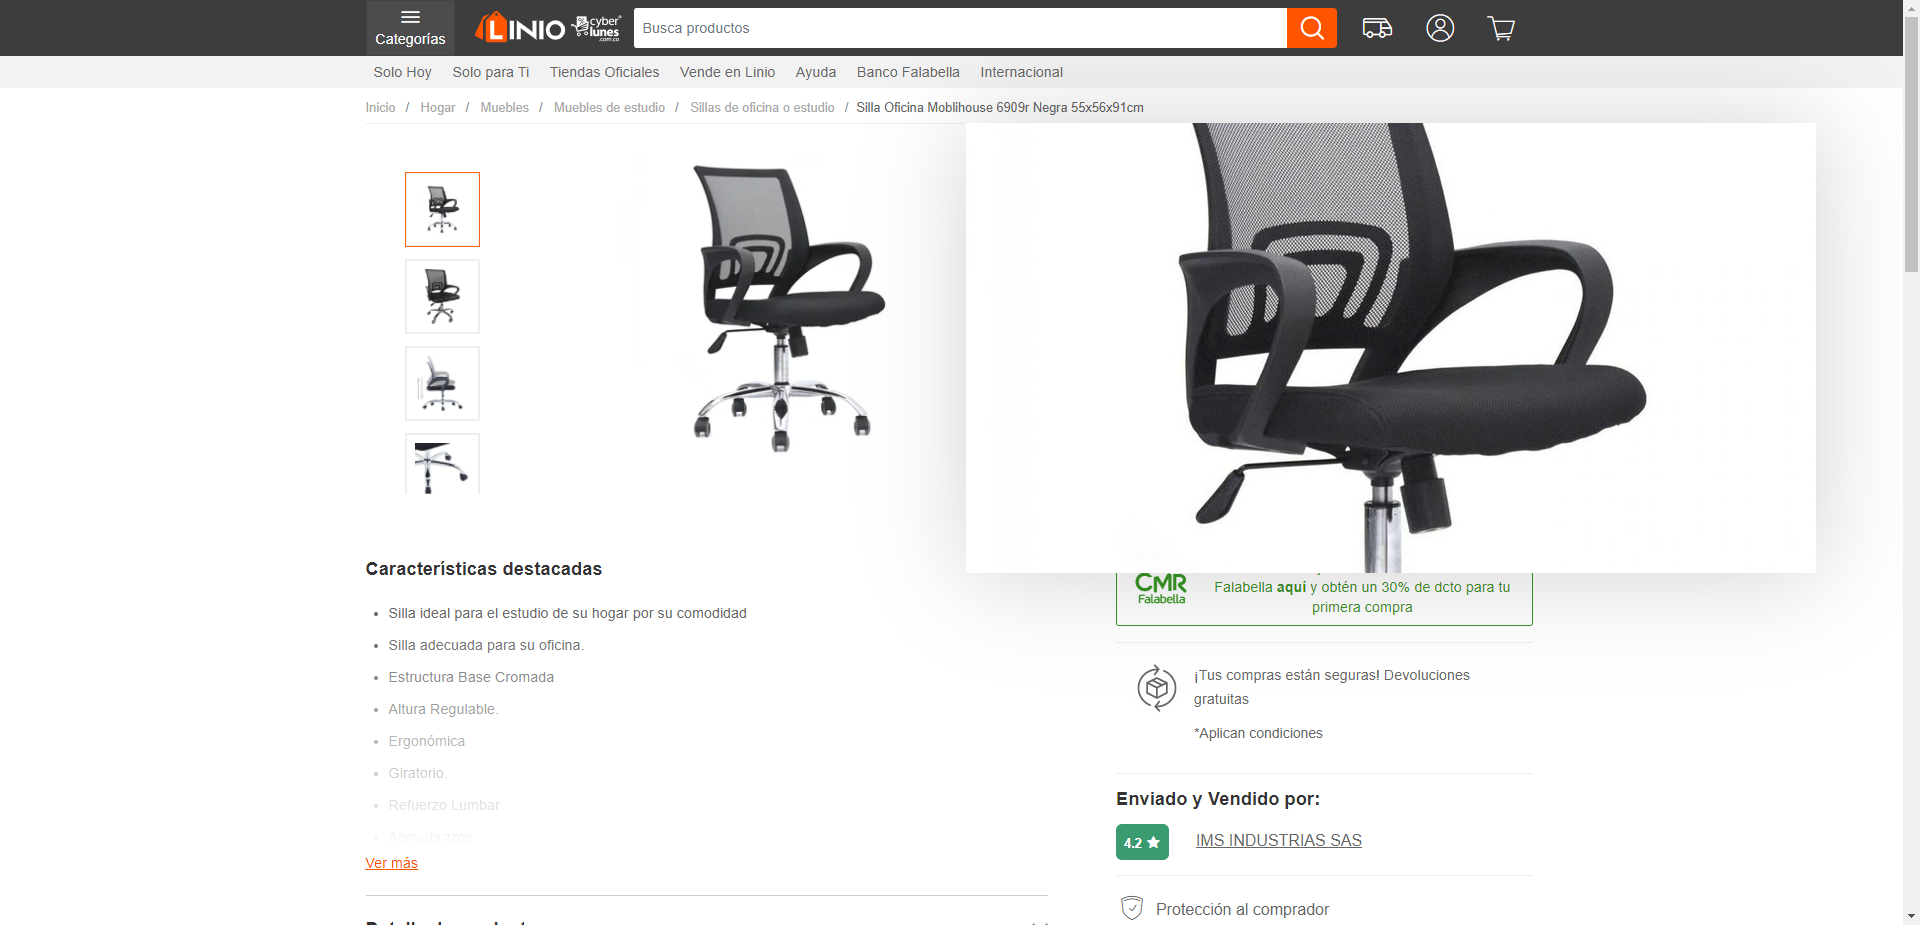 Categorías
LINIO
cyber
lunes
.com.co
Busca productos
Solo Hoy
Solo para Ti
Tiendas Oficiales
Vende en Linio
Ayuda
Banco Falabella
Internacional
Inicio / Hogar / Muebles / Muebles de estudio / Sillas de oficina o estudio / Silla Oficina Moblihouse 6909r Negra 55x56x91cm
Características destacadas
Silla ideal para el estudio de su hogar por su comodidad
Silla adecuada para su oficina.
Estructura Base Cromada
Altura Regulable.
Ergonómica
Giratorio.
Refuerzo Lumbar
Apoyabrazos
Ver más
CMR
Falabella
Falabella aquí y obtén un 30% de dcto para tu
primera compra
¡Tus compras están seguras! Devoluciones
gratuitas
*Aplican condiciones
Enviado y Vendido por:
4.2
IMS INDUSTRIAS SAS
Protección al comprador